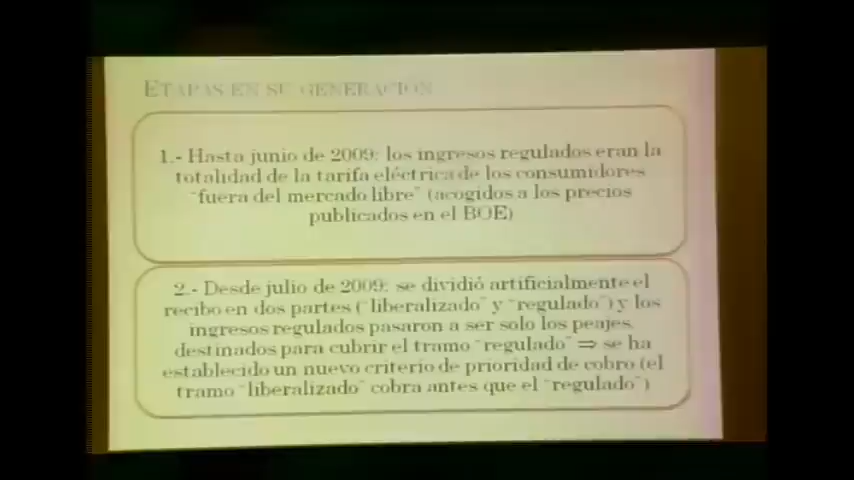 ETAPAS EN SU GENERACIÓN
1.- Hasta junio de 2009: los ingresos regulados eran la
totalidad de la tarifa eléctrica de los consumidores
“fuera del mercado libre” (acogidos a los precios
publicados en el BOE)
2.- Desde julio de 2009: se dividió artificialmente el
recibo en dos partes (“liberalizado” y “regulado”) y los
ingresos regulados pasaron a ser solo los peajes
destinados para cubrir el tramo “regulado” ⇒ se ha
establecido un nuevo criterio de prioridad de cobro (el
tramo “liberalizado” cobra antes que el “regulado”)